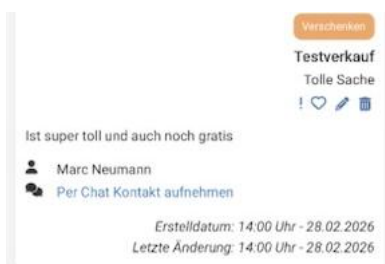 Verschenken
Testverkauf
Tolle Sache
Ist super toll und auch noch gratis
Marc Neumann
Per Chat Kontakt aufnehmen
Erstelldatum: 14:00 Uhr - 28.02.2026
Letzte Änderung: 14:00 Uhr - 28.02.2026